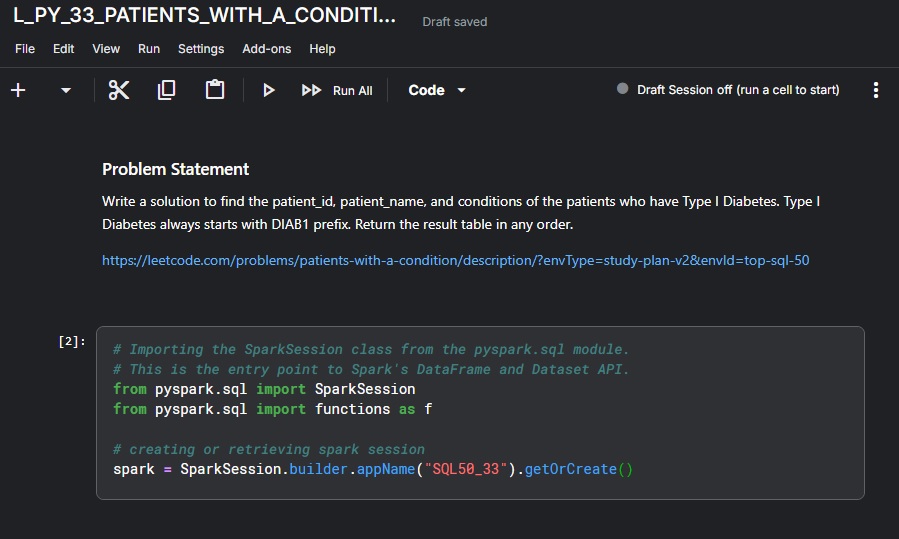 L_PY_33_PATIENTS_WITH_A_CONDITI...
Draft saved
File Edit View Run Settings Add-ons Help
Run All Code Draft Session off (run a cell to start)
Problem Statement
Write a solution to find the patient_id, patient_name, and conditions of the patients who have Type I Diabetes. Type I
Diabetes always starts with DIAB1 prefix. Return the result table in any order.
https://leetcode.com/problems/patients-with-a-condition/description/?envType=study-plan-v2&envId=top-sql-50
[2]:
# Importing the SparkSession class from the pyspark.sql module.
# This is the entry point to Spark's DataFrame and Dataset API.
from pyspark.sql import SparkSession
from pyspark.sql import functions as f
# creating or retrieving spark session
spark = SparkSession.builder.appName("SQL50_33").getOrCreate()